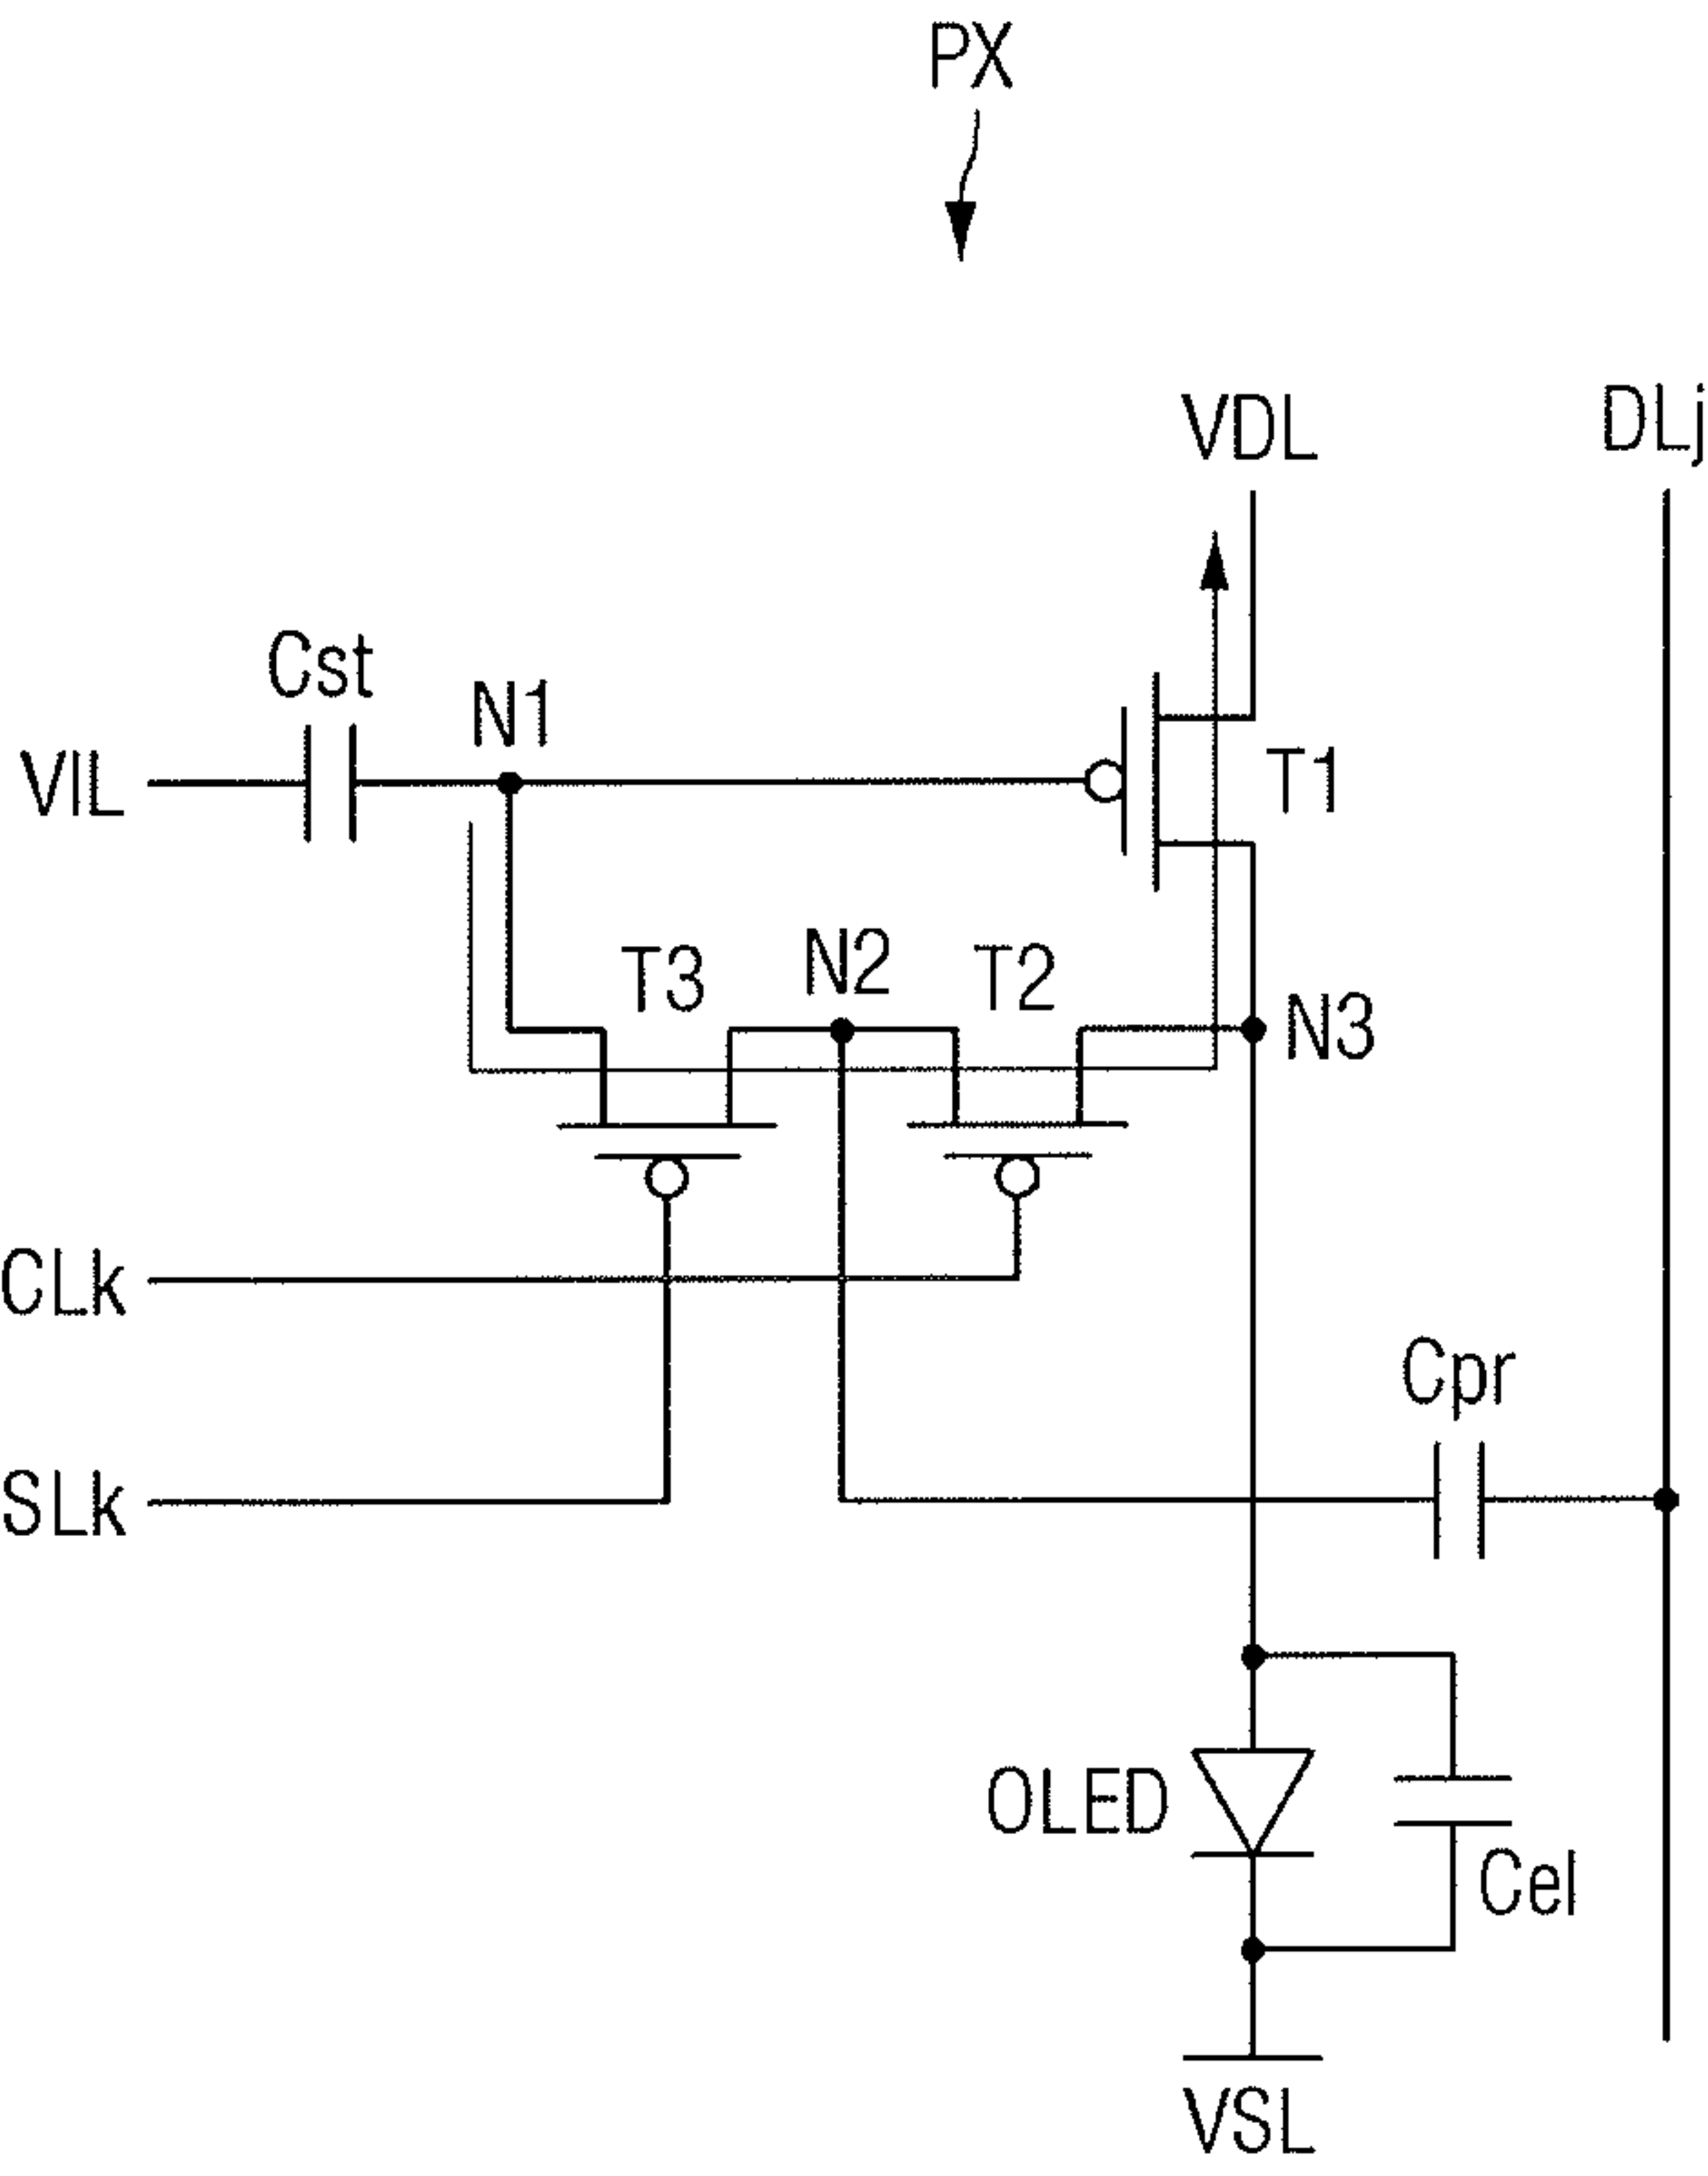 PX
VDL
DLj
Cst
N1
VIL
T1
T3
N2
T2
N3
CLk
Cpr
SLk
OLED
Cel
VSL